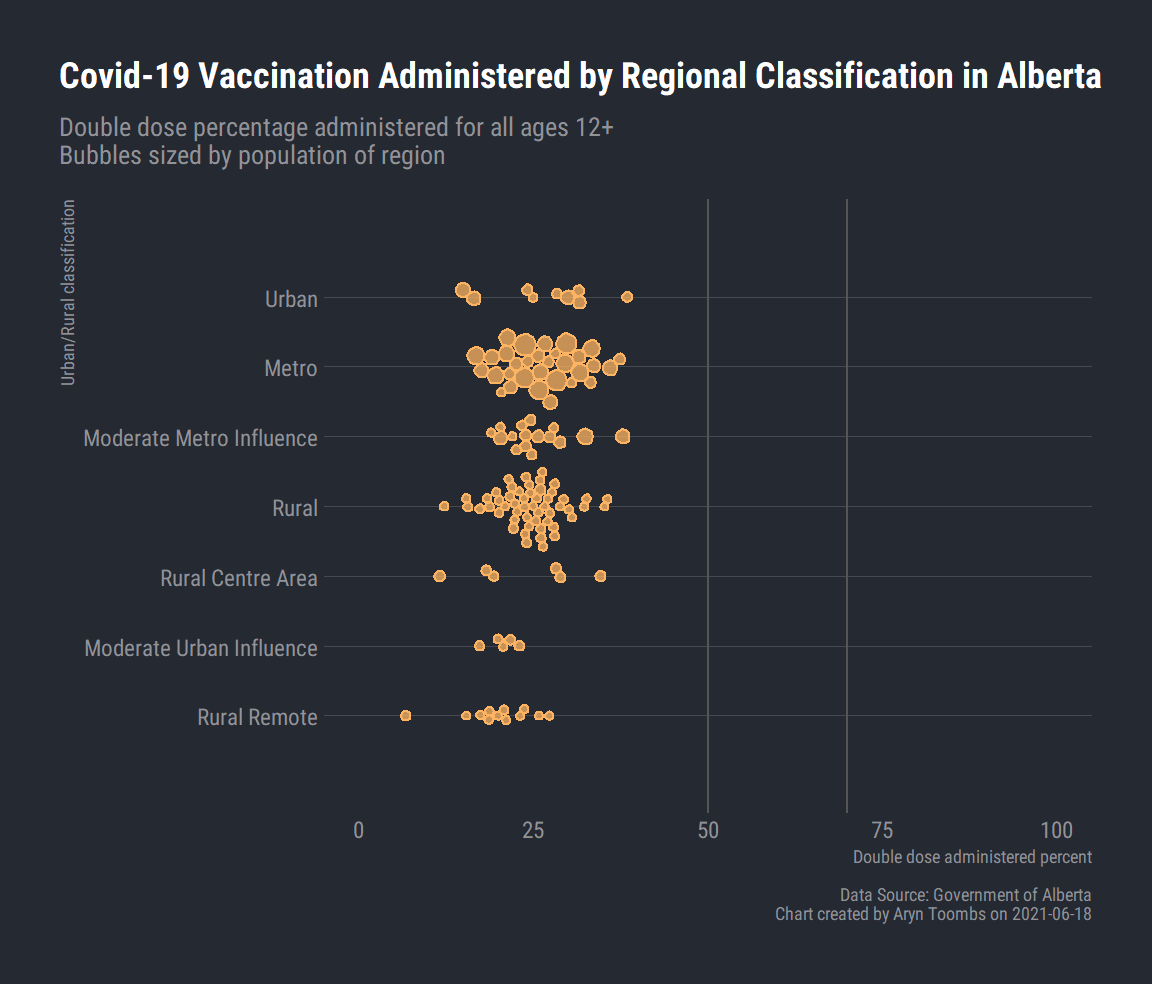 Covid-19 Vaccination Administered by Regional Classification in Alberta
Double dose percentage administered for all ages 12+
Bubbles sized by population of region
Urban/Rural classification
Urban
Metro
Moderate Metro Influence
Rural
Rural Centre Area
Moderate Urban Influence
Rural Remote
0 25 50 75 100
Double dose administered percent
Data Source: Government of Alberta
Chart created by Aryn Toombs on 2021-06-18